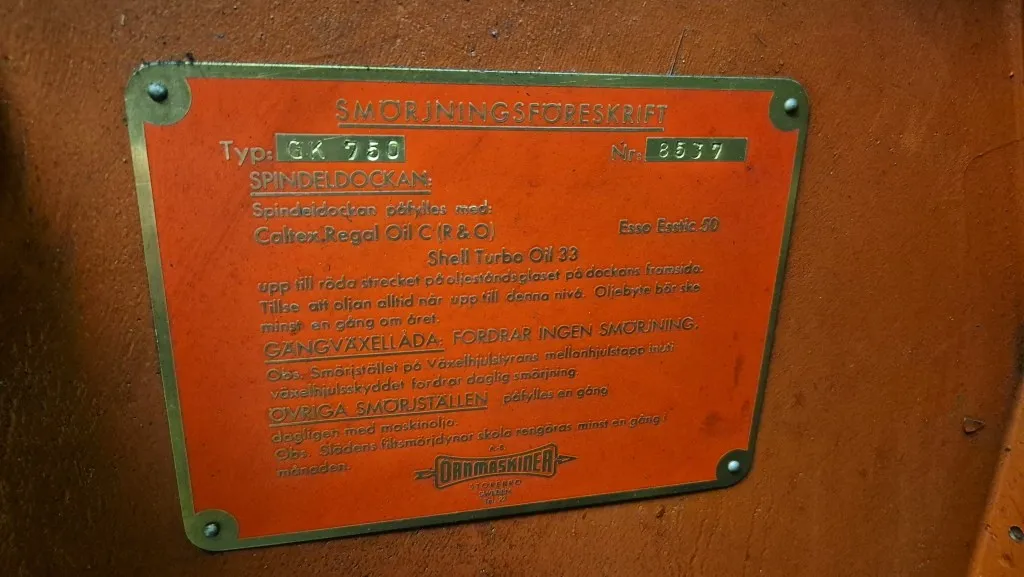 SMÖRJNINGSFÖRESKRIFT
Typ: GK 750 Nr: 8537
SPINDELDOCKAN:
Spindeldockan påfylles med:
Caltex.Regal Oil C (R & O) Esso Esstic 50
Shell Turbo Oil 33
upp till röda strecket på oljeståndsglaset på dockans framsida.
Tillse att oljan alltid når upp till denna nivå. Oljebyte bör ske
minst en gång om året.
GÄNGVÄXELLÅDA: FORDRAR INGEN SMÖRJNING.
Obs. Smörjstället på Växelhjulstyrans mellanhjulstapp inuti
växelhjulsskyddet fordrar daglig smörjning
ÖVRIGA SMÖRJSTÄLLEN påfylles en gång
dagligen med maskinolja.
Obs. Slädens filtsmörjdynor skola rengöras minst en gång i
månaden.
A.-B.
ÖRNMASKINER
STOREBRO
SWEDEN